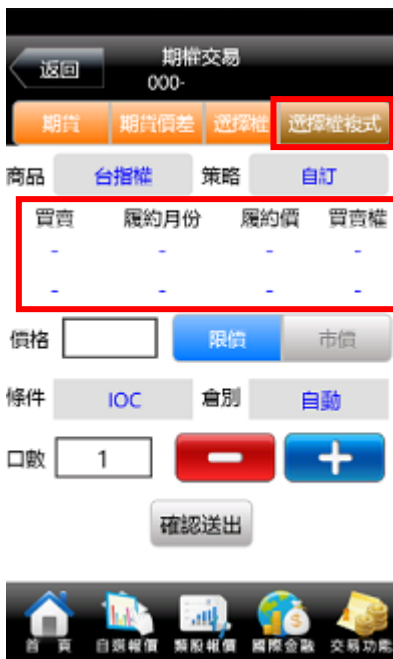 期權交易
返回
000-
期貨 期貨價差 選擇權 選擇權複式
商品 台指權 策略 自訂
買賣 履約月份 履約價 買賣權
- - - -
- - - -
價格 限價 市價
條件 IOC 倉別 自動
口數 1 - +
確認送出
首頁 自選報價 類股報價 國際金融 交易功能